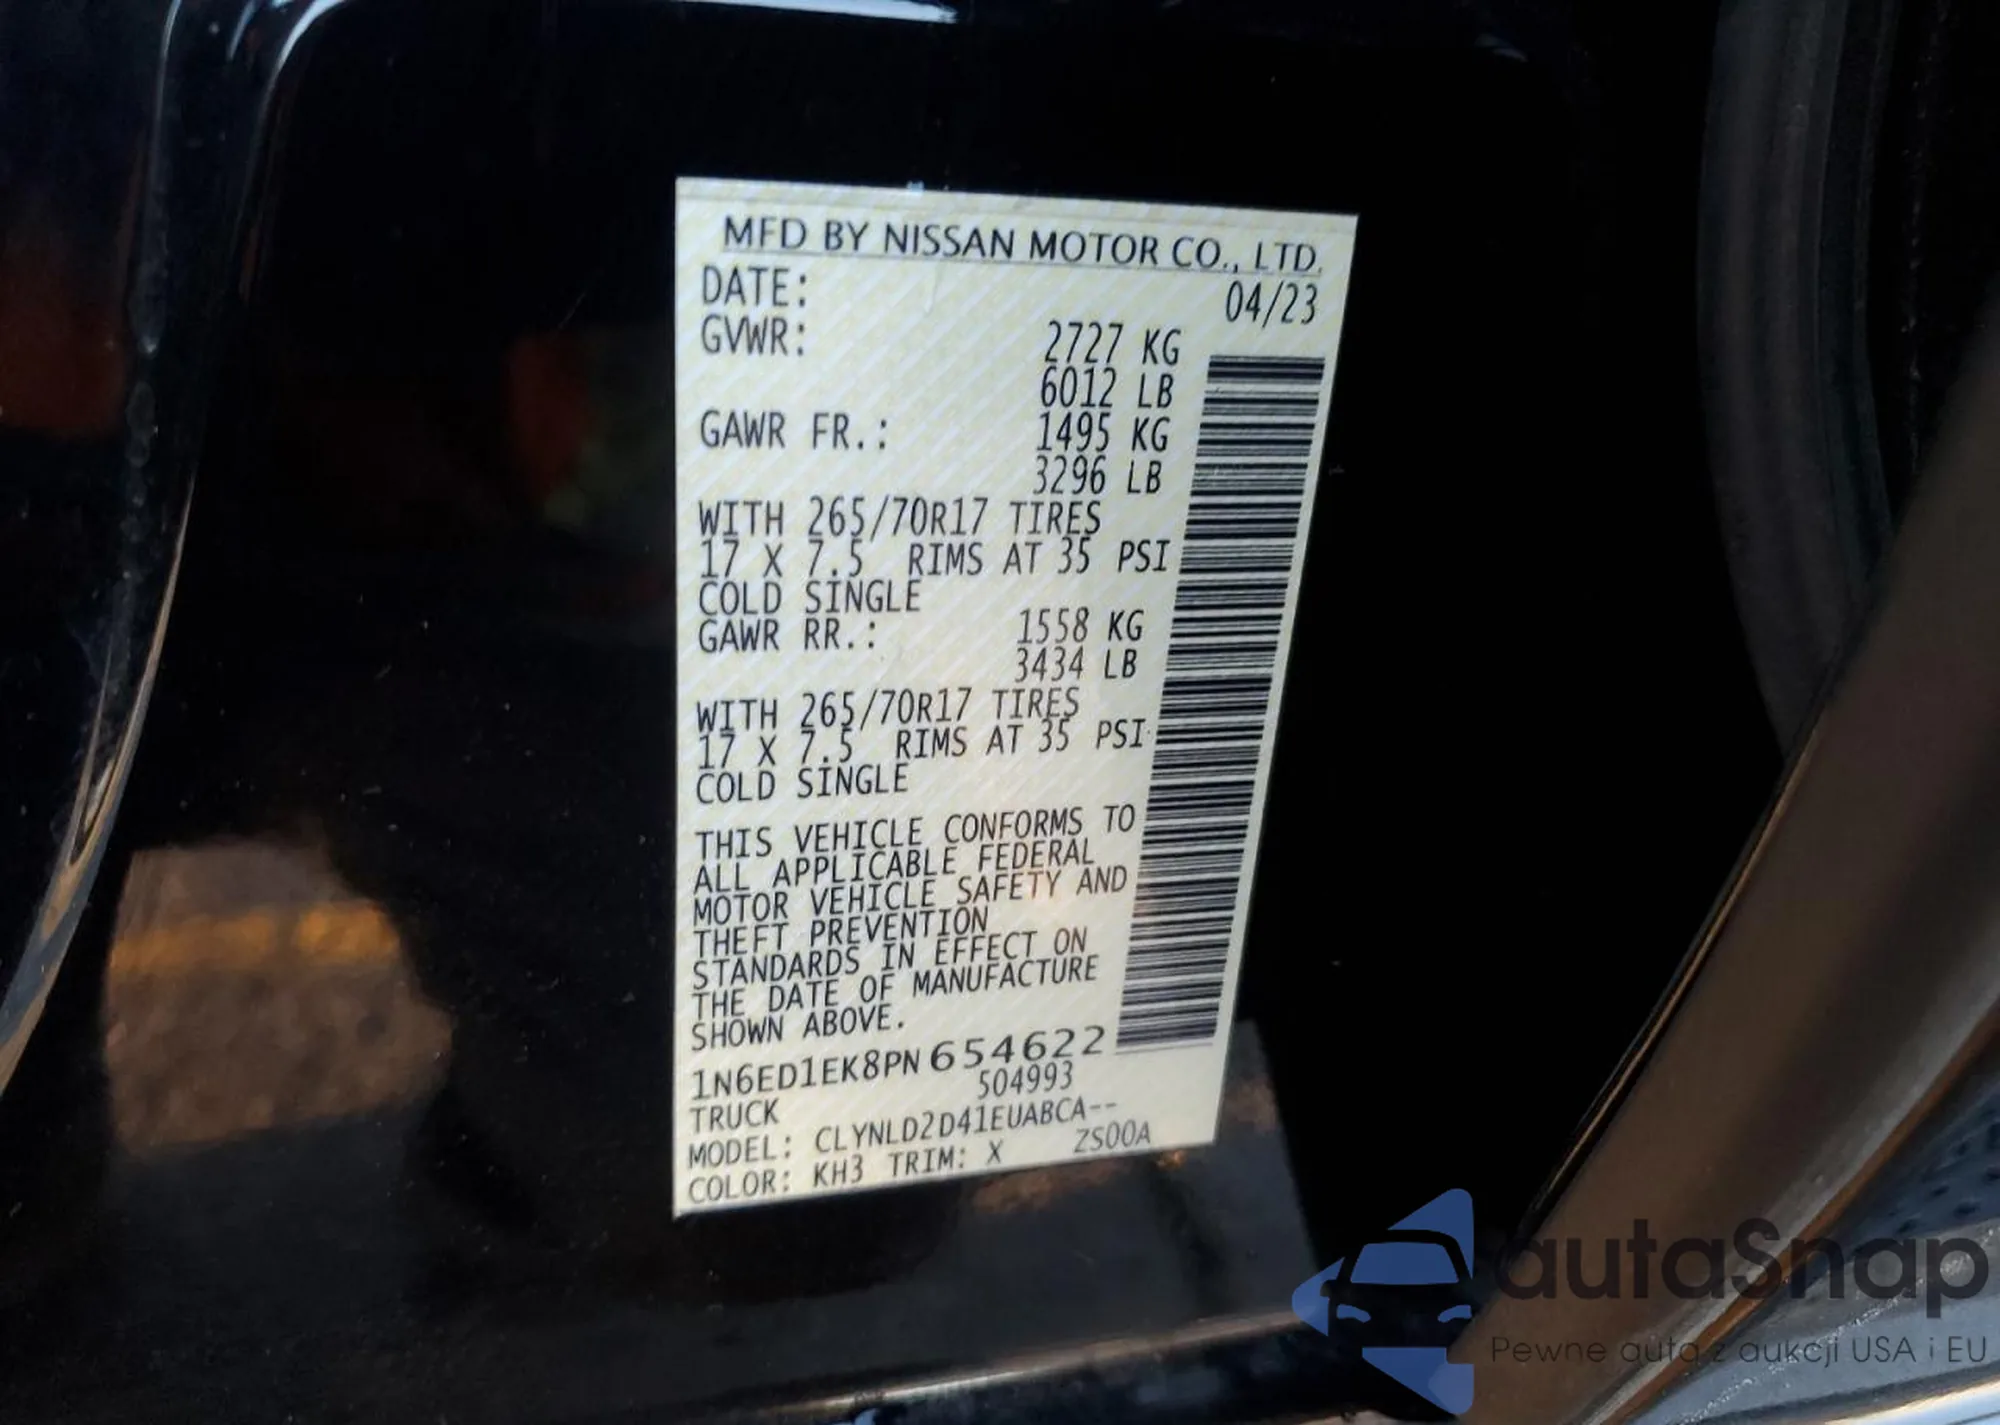 MFD BY NISSAN MOTOR CO., LTD.
DATE: 04/23
GVWR: 2727 KG
6012 LB
GAWR FR.: 1495 KG
3296 LB
WITH 265/70R17 TIRES
17 X 7.5 RIMS AT 35 PSI
COLD SINGLE
GAWR RR.: 1558 KG
3434 LB
WITH 265/70R17 TIRES
17 X 7.5 RIMS AT 35 PSI
COLD SINGLE
THIS VEHICLE CONFORMS TO
ALL APPLICABLE FEDERAL
MOTOR VEHICLE SAFETY AND
THEFT PREVENTION
STANDARDS IN EFFECT ON
THE DATE OF MANUFACTURE
SHOWN ABOVE.
1N6ED1EK8PN654622
504993
TRUCK
MODEL: CLYNLD2D41EUABCA--
COLOR: KH3 TRIM: X ZS00A
autaSnap
Pewne auta z aukcji USA i EU